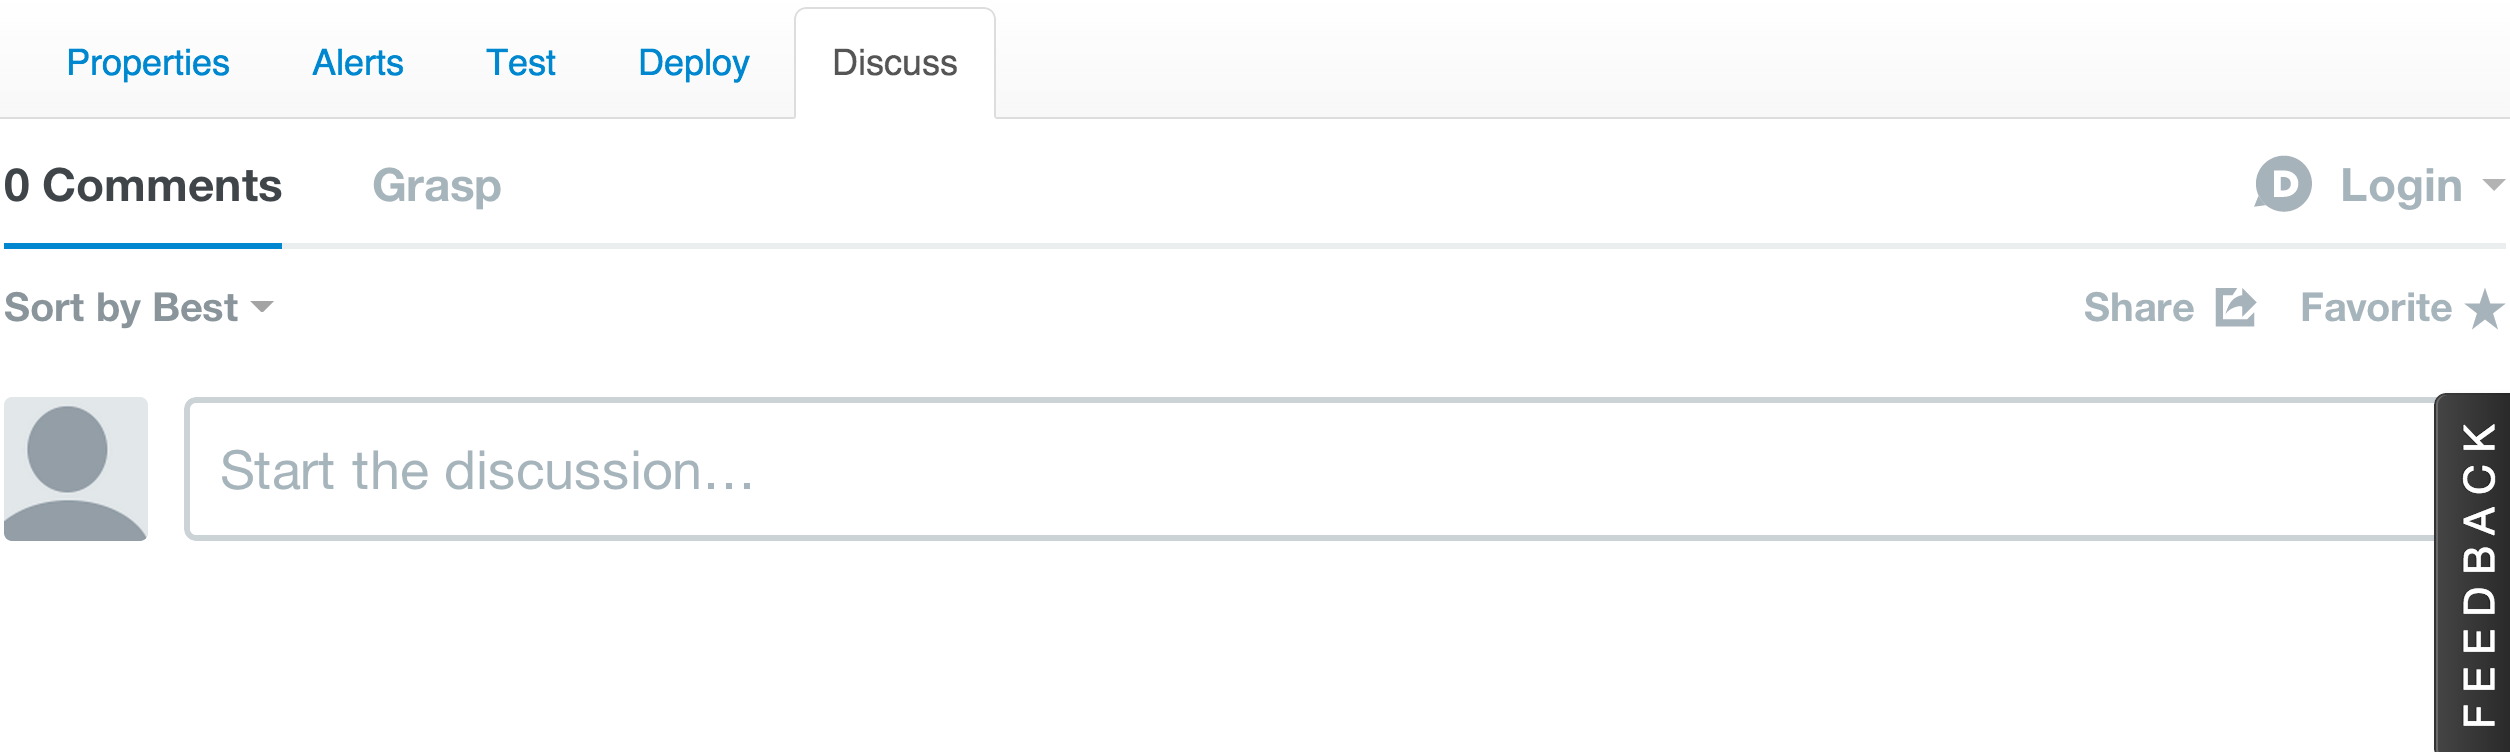 Properties Alerts Test Deploy Discuss
0 Comments Grasp D Login
Sort by Best Share Favorite
Start the discussion...
FEEDBACK